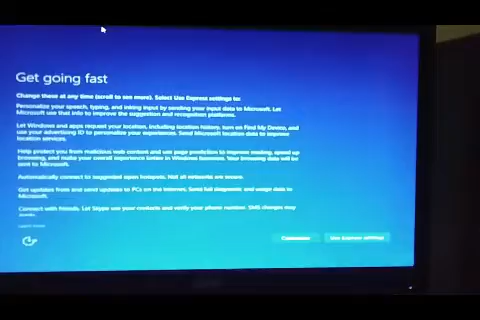 Get going fast
Change these at any time (scroll to see more). Select Use Express settings to:
Personalize your speech, typing, and inking input by sending your input data to Microsoft. Let
Microsoft use that info to improve the suggestion and recognition platforms.
Let Windows and apps request your location, including location history, turn on Find My Device, and
use your advertising ID to personalize your experiences. Send Microsoft location data to improve
location services.
Help protect you from malicious web content and use page prediction to improve reading, speed up
browsing, and make your overall experience better in Windows browsers. Your browsing data will be
sent to Microsoft.
Automatically connect to suggested open hotspots. Not all networks are secure.
Get updates from and send updates to PCs on the Internet. Send full diagnostic and usage data to
Microsoft.
Connect with friends. Let Skype use your contacts and verify your phone number. SMS charges may
Learn more
Customize
Use Express settings